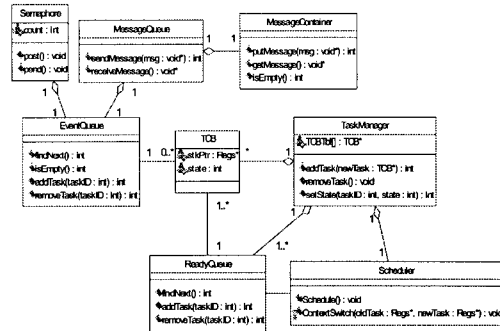 Semaphore
count : int
post() : void
pend() : void
MessageQueue
sendMessage(msg : void*) : int
receiveMessage() : void*
MessageContainer
putMessage(msg : void*) : int
getMessage() : void*
isEmpty() : int
1
1
1
1
1
1
EventQueue
findNext() : int
isEmpty() : int
addTask(taskID : int) : int
removeTask(taskID : int) : int
1
0..*
TCB
stkPtr : Regs*
state : int
*
1
TaskManager
TCBTbl[] : TCB*
addTask(newTask : TCB*) : int
removeTask() : void
setState(taskID : int, state : int) : int
1..*
1
1
1
1..*
1
ReadyQueue
findNext() : int
addTask(taskID : int) : int
removeTask(taskID : int) : int
Scheduler
Schedule() : void
ContextSwitch(oldTask : Regs*, newTask : Regs*) : void